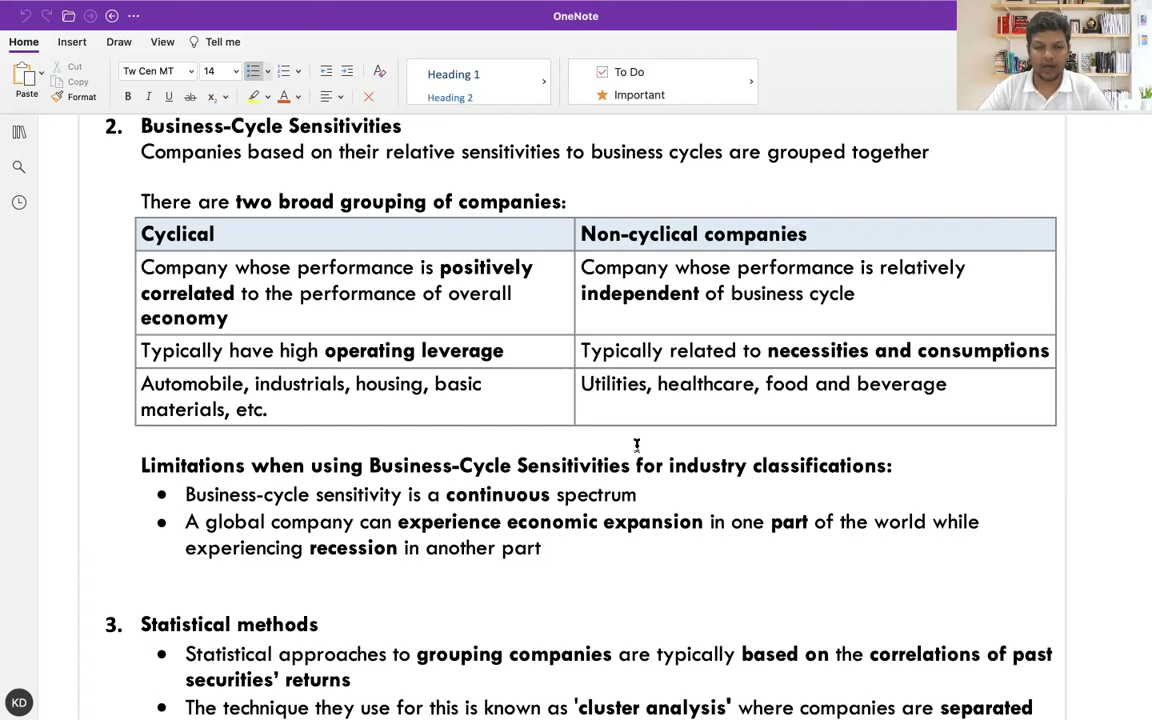 OneNote
Home Insert Draw View Tell me
Paste
Cut
Copy
Format
Tw Cen MT 14
B I U ab x₂ A
Heading 1
Heading 2
To Do
Important
2. Business-Cycle Sensitivities
Companies based on their relative sensitivities to business cycles are grouped together
There are two broad grouping of companies:
Cyclical Non-cyclical companies
Company whose performance is positively
correlated to the performance of overall
economy
Company whose performance is relatively
independent of business cycle
Typically have high operating leverage
Typically related to necessities and consumptions
Automobile, industrials, housing, basic
materials, etc.
Utilities, healthcare, food and beverage
Limitations when using Business-Cycle Sensitivities for industry classifications:
• Business-cycle sensitivity is a continuous spectrum
• A global company can experience economic expansion in one part of the world while
experiencing recession in another part
3. Statistical methods
• Statistical approaches to grouping companies are typically based on the correlations of past
securities’ returns
• The technique they use for this is known as 'cluster analysis' where companies are separated
KD